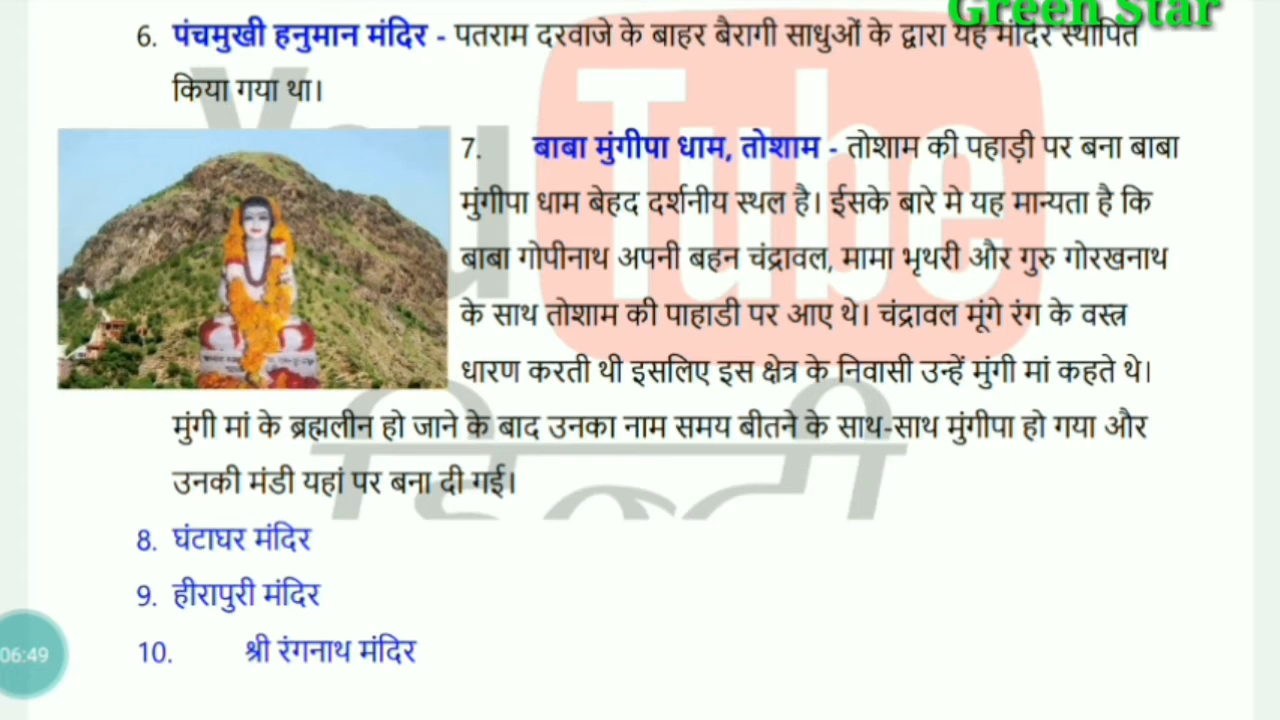 Green Star
6. पंचमुखी हनुमान मंदिर - पतराम दरवाजे के बाहर बैरागी साधुओं के द्वारा यह मंदिर स्थापित
किया गया था।
YouTube
7. बाबा मुंगीपा धाम, तोशाम - तोशाम की पहाड़ी पर बना बाबा
मुंगीपा धाम बेहद दर्शनीय स्थल है। ईसके बारे मे यह मान्यता है कि
बाबा गोपीनाथ अपनी बहन चंद्रावल, मामा भृथरी और गुरु गोरखनाथ
के साथ तोशाम की पाहाडी पर आए थे। चंद्रावल मूंगे रंग के वस्त्र
धारण करती थी इसलिए इस क्षेत्र के निवासी उन्हें मुंगी मां कहते थे।
मुंगी मां के ब्रह्मलीन हो जाने के बाद उनका नाम समय बीतने के साथ-साथ मुंगीपा हो गया और
उनकी मंडी यहां पर बना दी गई।
8. घंटाघर मंदिर
9. हीरापुरी मंदिर
10. श्री रंगनाथ मंदिर
06:49